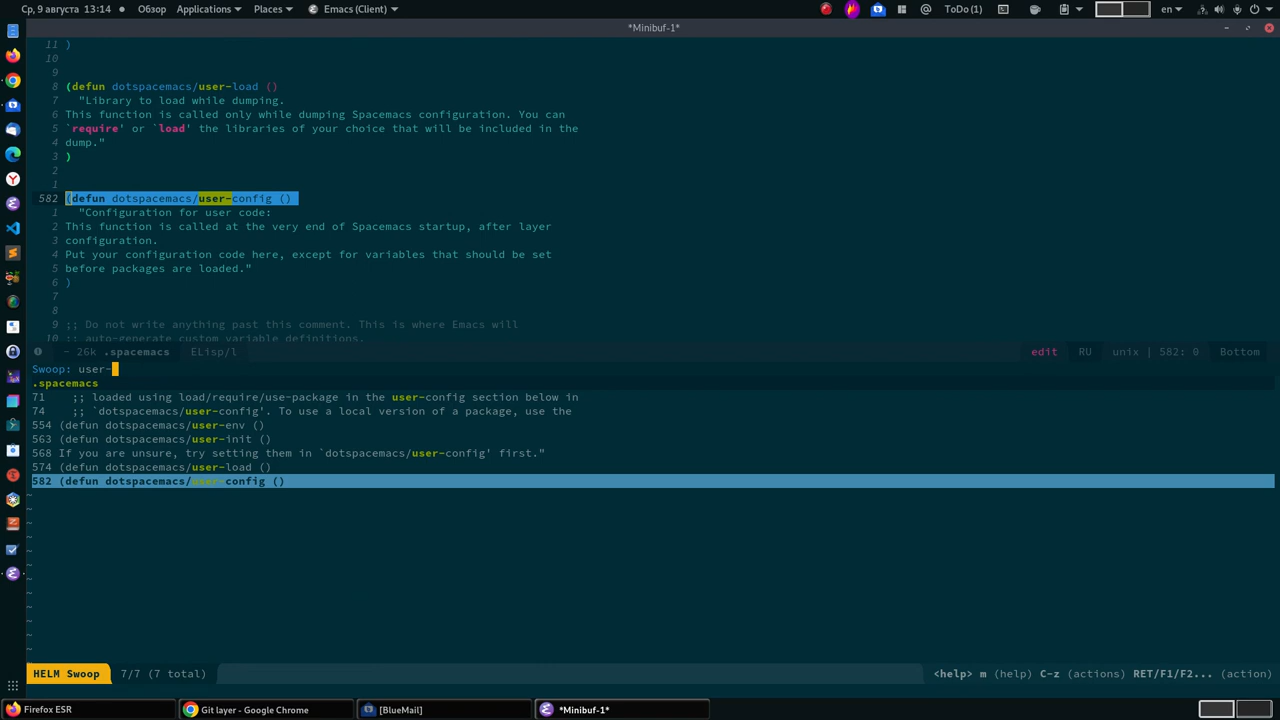 Ср, 9 августа 13:14 Обзор Applications Places Emacs (Client) ToDo (1) en
*Minibuf-1*
11 )
10
9
8 (defun dotspacemacs/user-load ()
7 "Library to load while dumping.
6 This function is called only while dumping Spacemacs configuration. You can
5 `require' or `load' the libraries of your choice that will be included in the
4 dump."
3 )
2
1
582 (defun dotspacemacs/user-config ()
1 "Configuration for user code:
2 This function is called at the very end of Spacemacs startup, after layer
3 configuration.
4 Put your configuration code here, except for variables that should be set
5 before packages are loaded."
6 )
7
8
9 ;; Do not write anything past this comment. This is where Emacs will
10 ;; auto-generate custom variable definitions.
- 26k .spacemacs ELisp/l edit RU unix | 582: 0 Bottom
Swoop: user-
.spacemacs
71 ;; loaded using load/require/use-package in the user-config section below in
74 ;; `dotspacemacs/user-config'. To use a local version of a package, use the
554 (defun dotspacemacs/user-env ()
563 (defun dotspacemacs/user-init ()
568 If you are unsure, try setting them in `dotspacemacs/user-config' first."
574 (defun dotspacemacs/user-load ()
582 (defun dotspacemacs/user-config ()
~
~
~
~
~
~
~
~
~
~
~
~
HELM Swoop 7/7 (7 total) <help> m (help) C-z (actions) RET/F1/F2... (action)
Firefox ESR Git layer - Google Chrome [BlueMail] *Minibuf-1*